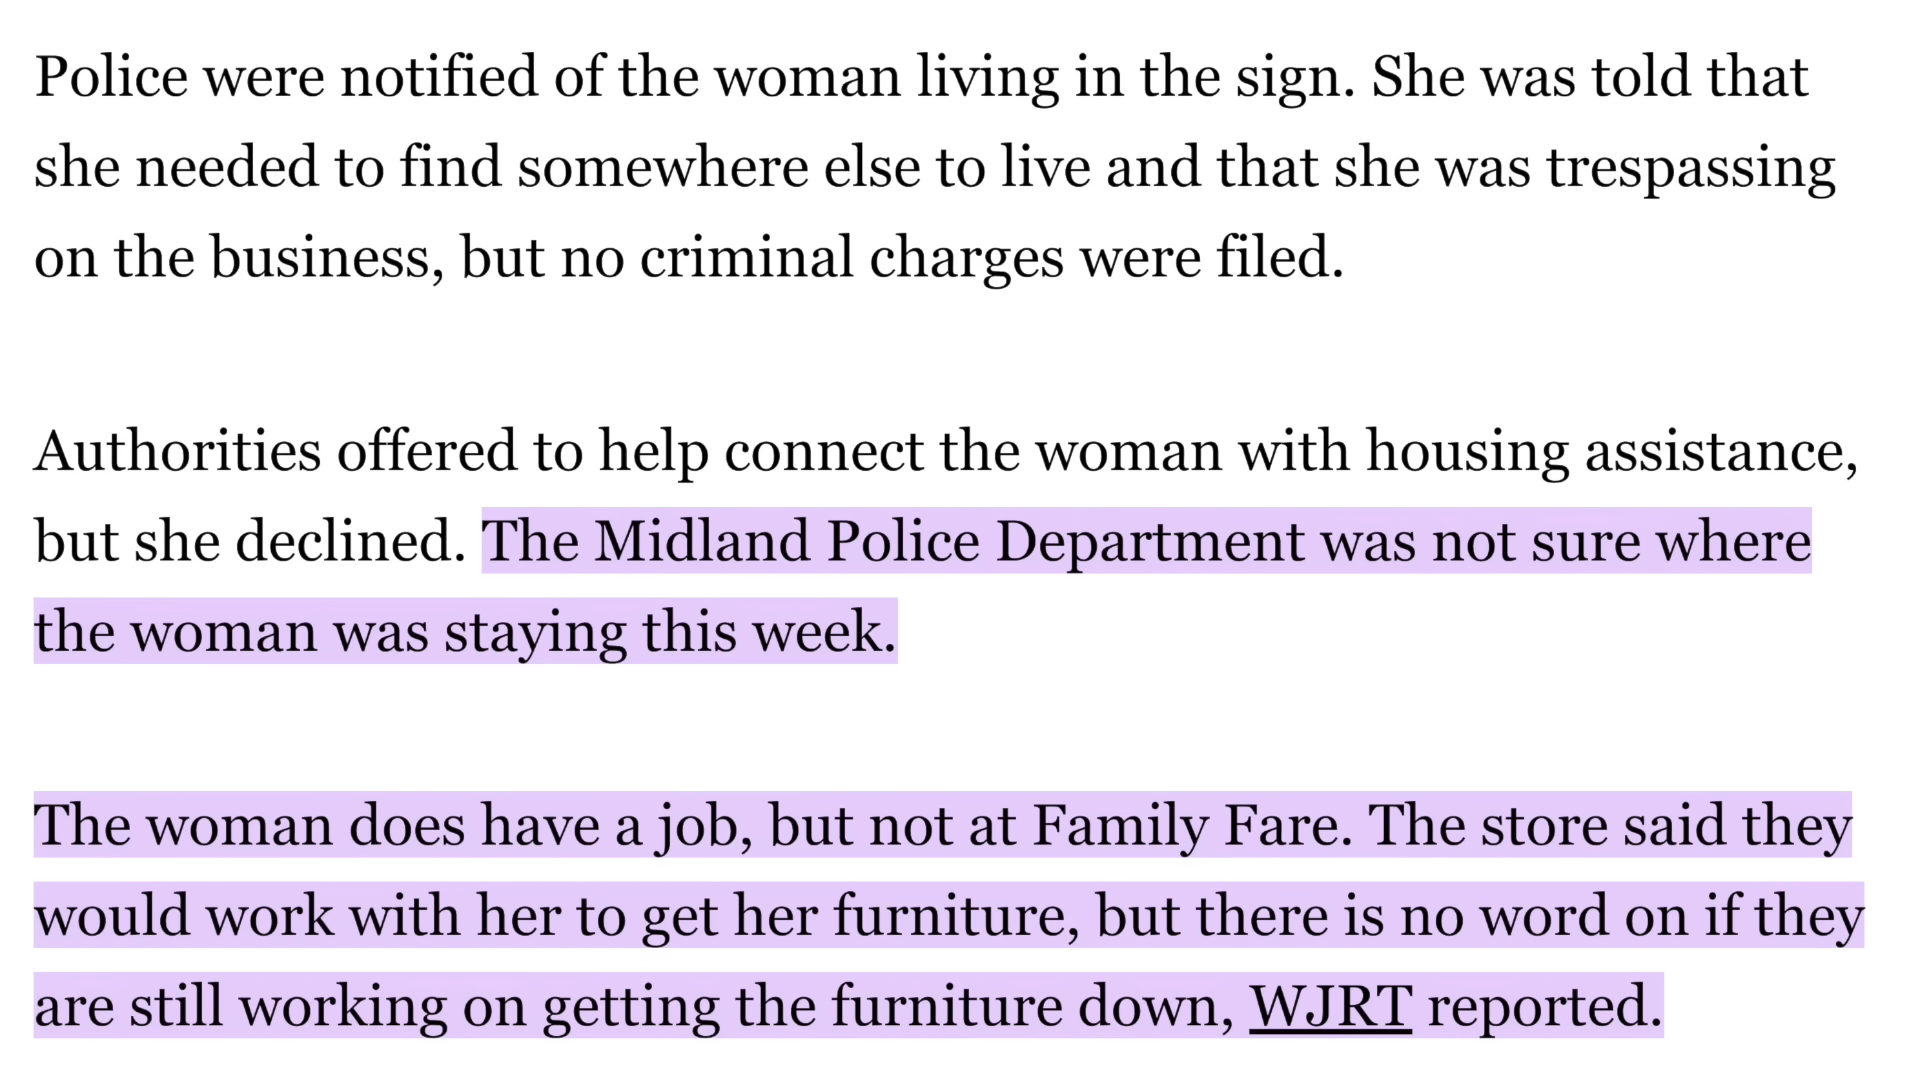 Police were notified of the woman living in the sign. She was told that
she needed to find somewhere else to live and that she was trespassing
on the business, but no criminal charges were filed.
Authorities offered to help connect the woman with housing assistance,
but she declined. The Midland Police Department was not sure where
the woman was staying this week.
The woman does have a job, but not at Family Fare. The store said they
would work with her to get her furniture, but there is no word on if they
are still working on getting the furniture down, WJRT reported.